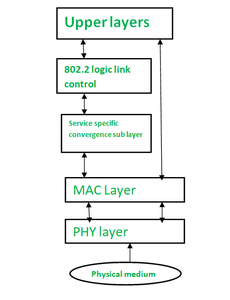 Upper layers
802.2 logic link
control
Service specific
convergence sub layer
MAC Layer
PHY layer
Physical medium